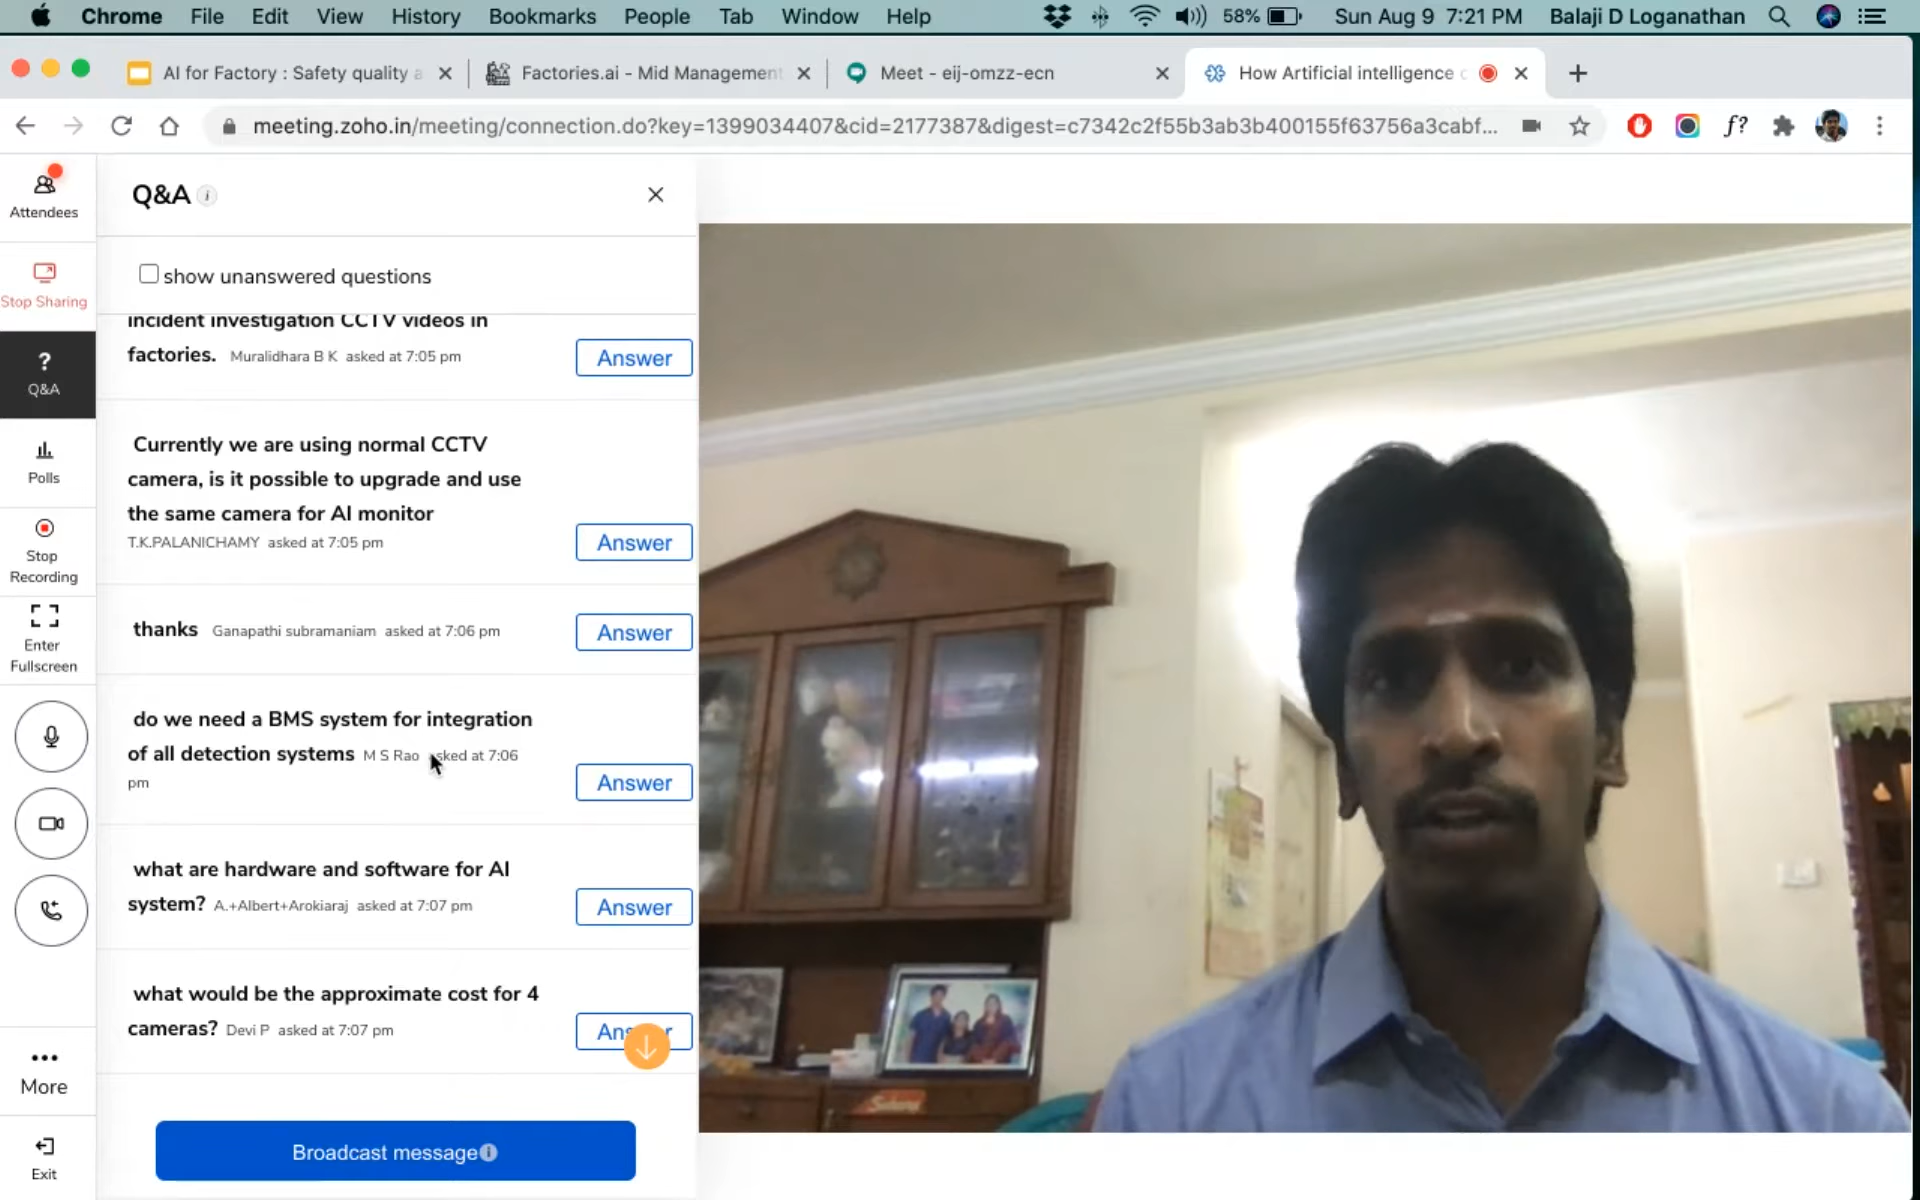 Chrome File Edit View History Bookmarks People Tab Window Help 58% Sun Aug 9 7:21 PM Balaji D Loganathan
AI for Factory : Safety quality a Factories.ai - Mid Management Meet - eij-omzz-ecn How Artificial intelligence c
meeting.zoho.in/meeting/connection.do?key=1399034407&cid=2177387&digest=c7342c2f55b3ab3b400155f63756a3cabf... f?
Attendees
Stop Sharing
?
Q&A
Polls
Stop
Recording
Enter
Fullscreen
More
Exit
Q&A i
show unanswered questions
incident investigation CCTV videos in
factories. Muralidhara B K asked at 7:05 pm
Answer
Currently we are using normal CCTV
camera, is it possible to upgrade and use
the same camera for AI monitor
T.K.PALANICHAMY asked at 7:05 pm
Answer
thanks Ganapathi subramaniam asked at 7:06 pm
Answer
do we need a BMS system for integration
of all detection systems M S Rao asked at 7:06
pm
Answer
what are hardware and software for AI
system? A.+Albert+Arokiaraj asked at 7:07 pm
Answer
what would be the approximate cost for 4
cameras? Devi P asked at 7:07 pm
Answer
Broadcast message i